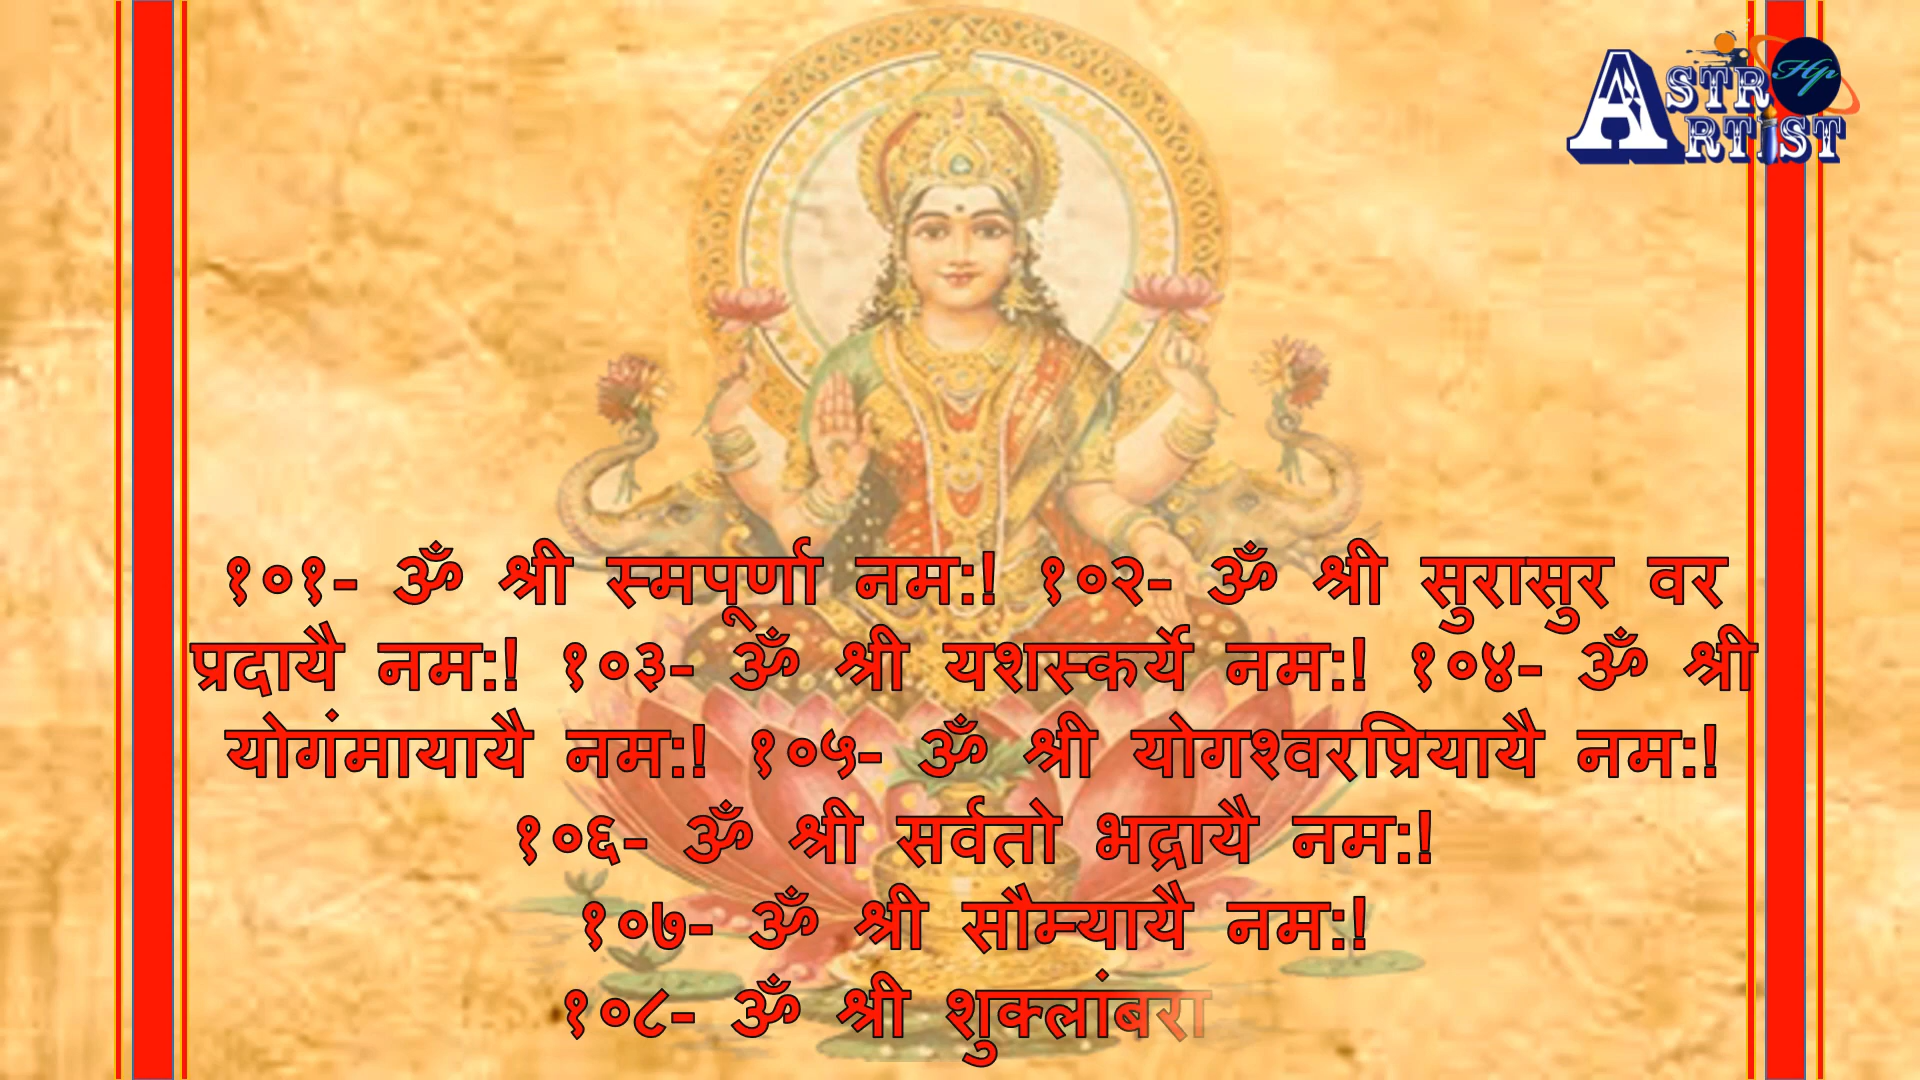 ASTRO Hp
ARTIST
१०१- ॐ श्री स्मपूर्णा नम:! १०२- ॐ श्री सुरासुर वर
प्रदायै नम:! १०३- ॐ श्री यशस्कर्ये नम:! १०४- ॐ श्री
योगंमायायै नम:! १०५- ॐ श्री योगश्वरप्रियायै नम:!
१०६- ॐ श्री सर्वतो भद्रायै नम:!
१०७- ॐ श्री सौम्यायै नम:!
१०८- ॐ श्री शुक्लांबरा